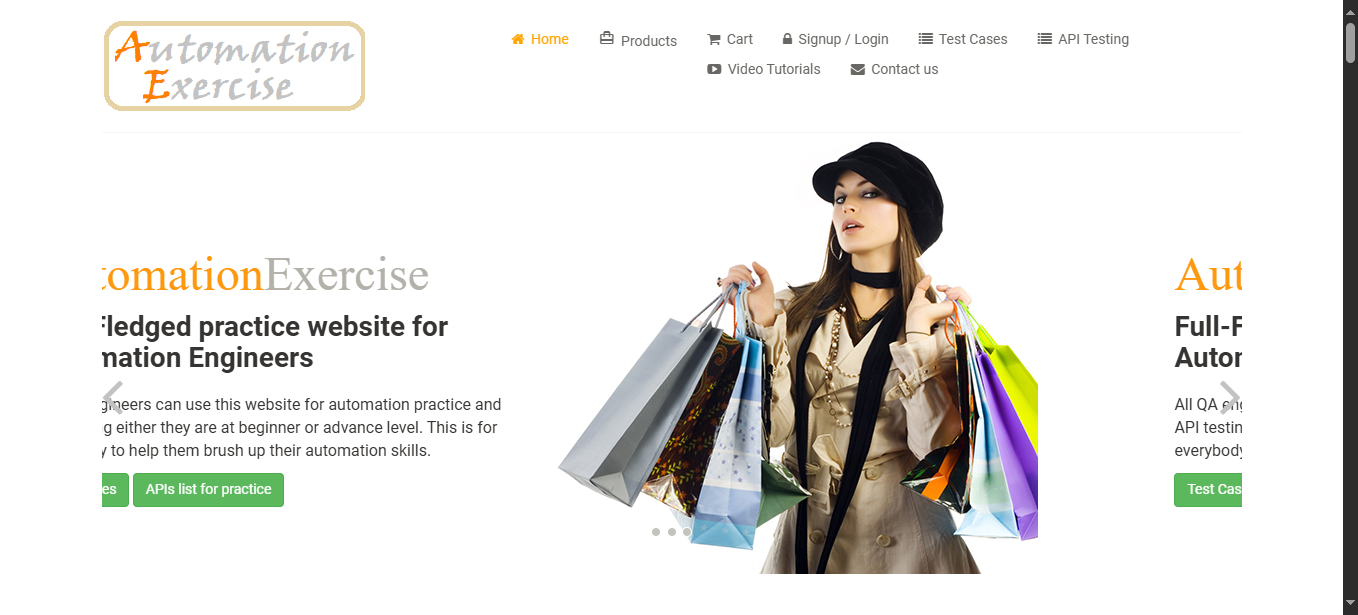 Automation
Exercise
Home
Products
Cart
Signup / Login
Test Cases
API Testing
Video Tutorials
Contact us
tomationExercise
Fledged practice website for
mation Engineers
gineers can use this website for automation practice and
g either they are at beginner or advance level. This is for
y to help them brush up their automation skills.
es
APIs list for practice
Aut
Full-F
Autor
All QA eng
API testin
everybody
Test Cas